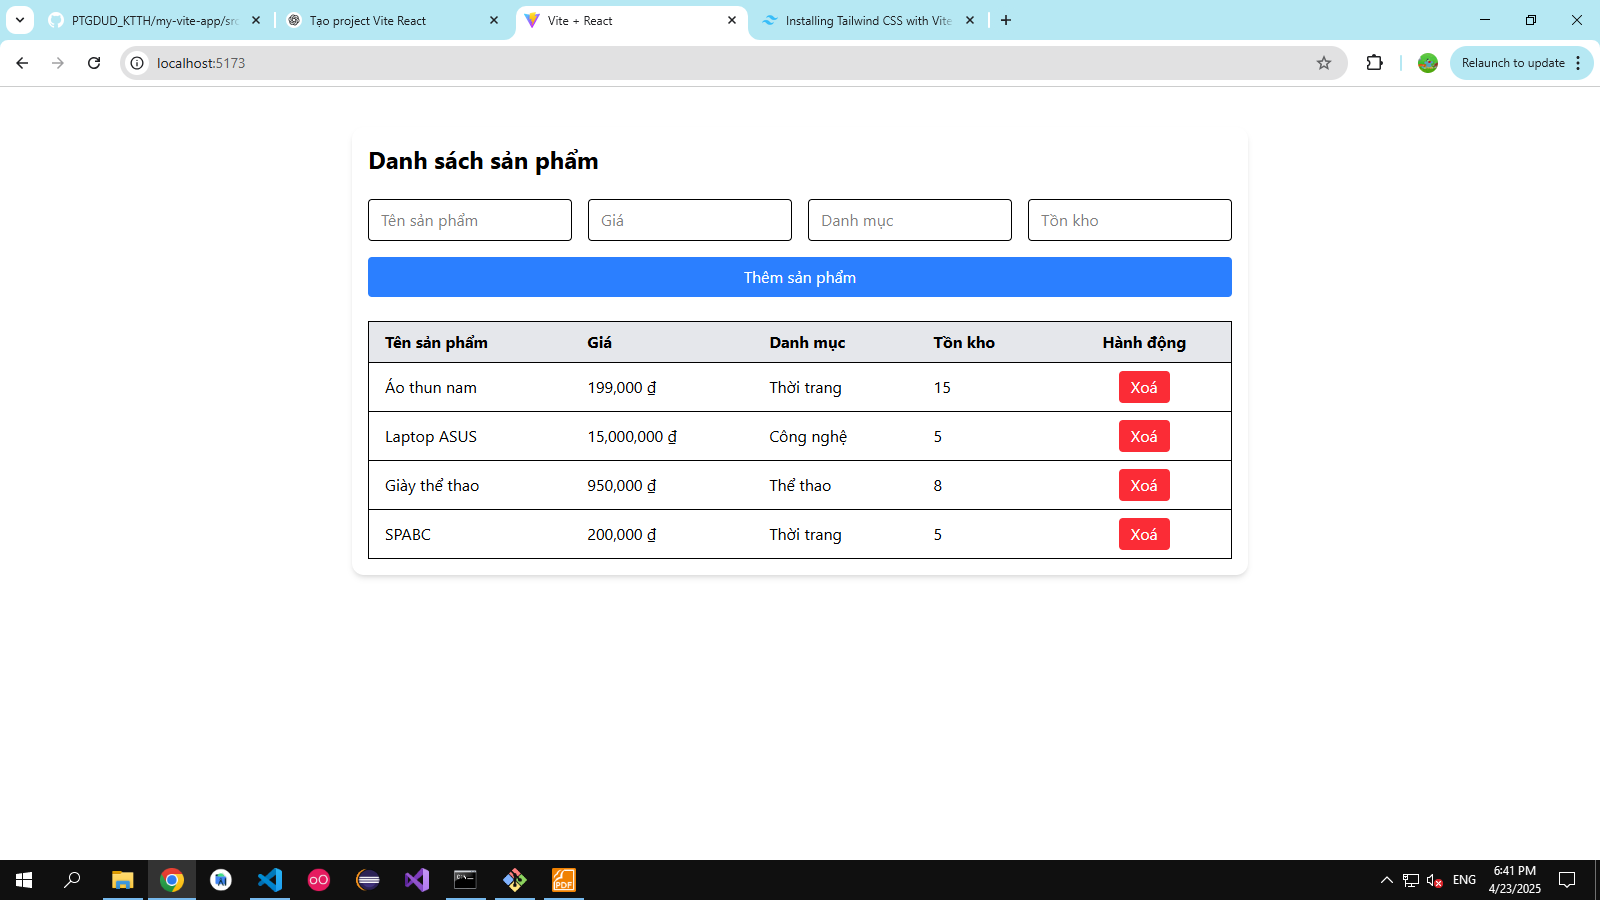 PTGDUD_KTTH/my-vite-app/src
Tạo project Vite React
Vite + React
Installing Tailwind CSS with Vite
localhost:5173
Relaunch to update
Danh sách sản phẩm
Tên sản phẩm Giá Danh mục Tồn kho
Thêm sản phẩm
Tên sản phẩm Giá Danh mục Tồn kho Hành động
Áo thun nam 199,000 ₫ Thời trang 15 Xoá
Laptop ASUS 15,000,000 ₫ Công nghệ 5 Xoá
Giày thể thao 950,000 ₫ Thể thao 8 Xoá
SPABC 200,000 ₫ Thời trang 5 Xoá
PDF
ENG
6:41 PM
4/23/2025